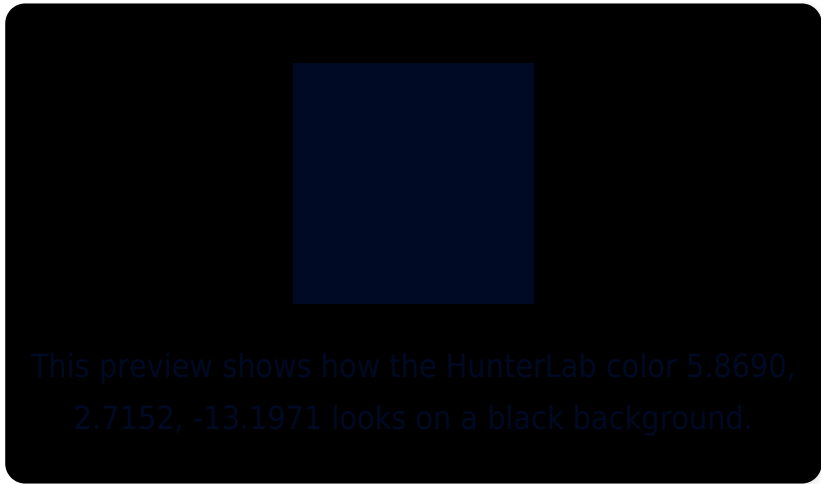 This preview shows how the HunterLab color 5.8690,
2.7152, -13.1971 looks on a black background.